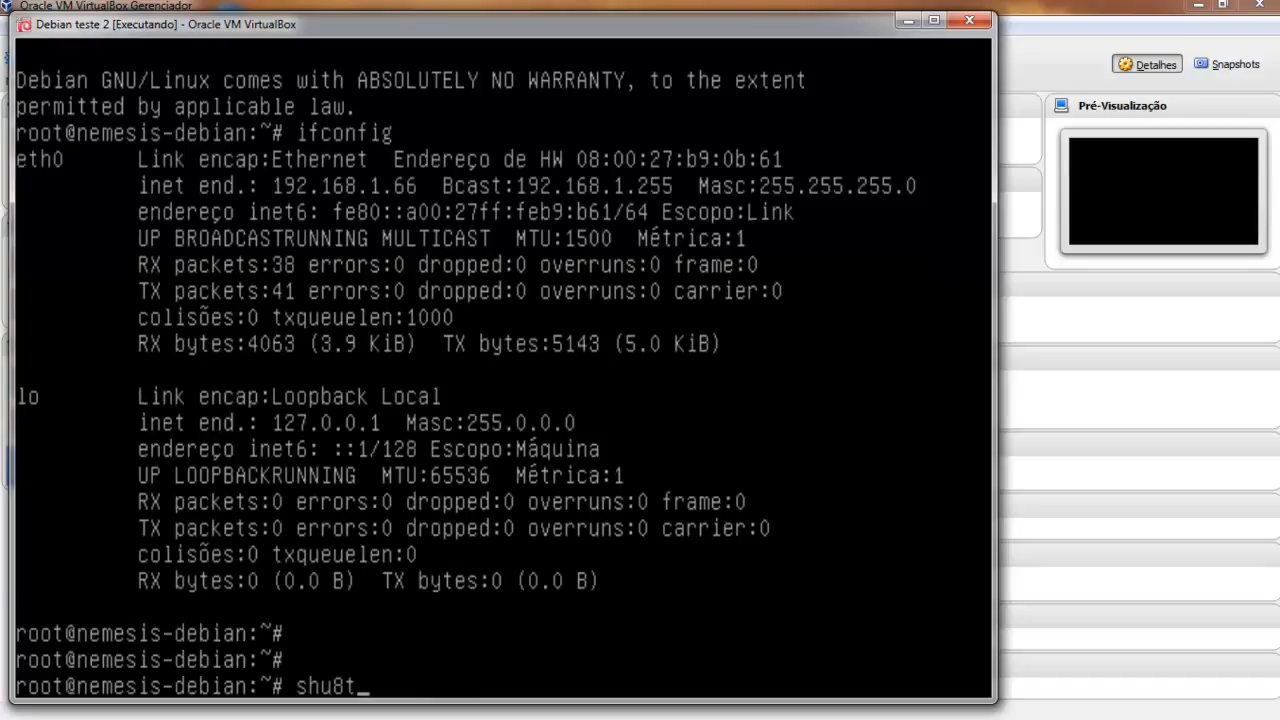 Oracle VM VirtualBox Gerenciador
Debian teste 2 [Executando] - Oracle VM VirtualBox
Detalhes
Snapshots
Pré-Visualização
Debian GNU/Linux comes with ABSOLUTELY NO WARRANTY, to the extent
permitted by applicable law.
root@nemesis-debian:~# ifconfig
eth0 Link encap:Ethernet Endereço de HW 08:00:27:b9:0b:61
inet end.: 192.168.1.66 Bcast:192.168.1.255 Masc:255.255.255.0
endereço inet6: fe80::a00:27ff:feb9:b61/64 Escopo:Link
UP BROADCASTRUNNING MULTICAST MTU:1500 Métrica:1
RX packets:38 errors:0 dropped:0 overruns:0 frame:0
TX packets:41 errors:0 dropped:0 overruns:0 carrier:0
colisões:0 txqueuelen:1000
RX bytes:4063 (3.9 KiB) TX bytes:5143 (5.0 KiB)
lo Link encap:Loopback Local
inet end.: 127.0.0.1 Masc:255.0.0.0
endereço inet6: ::1/128 Escopo:Máquina
UP LOOPBACKRUNNING MTU:65536 Métrica:1
RX packets:0 errors:0 dropped:0 overruns:0 frame:0
TX packets:0 errors:0 dropped:0 overruns:0 carrier:0
colisões:0 txqueuelen:0
RX bytes:0 (0.0 B) TX bytes:0 (0.0 B)
root@nemesis-debian:~#
root@nemesis-debian:~#
root@nemesis-debian:~# shu8t_